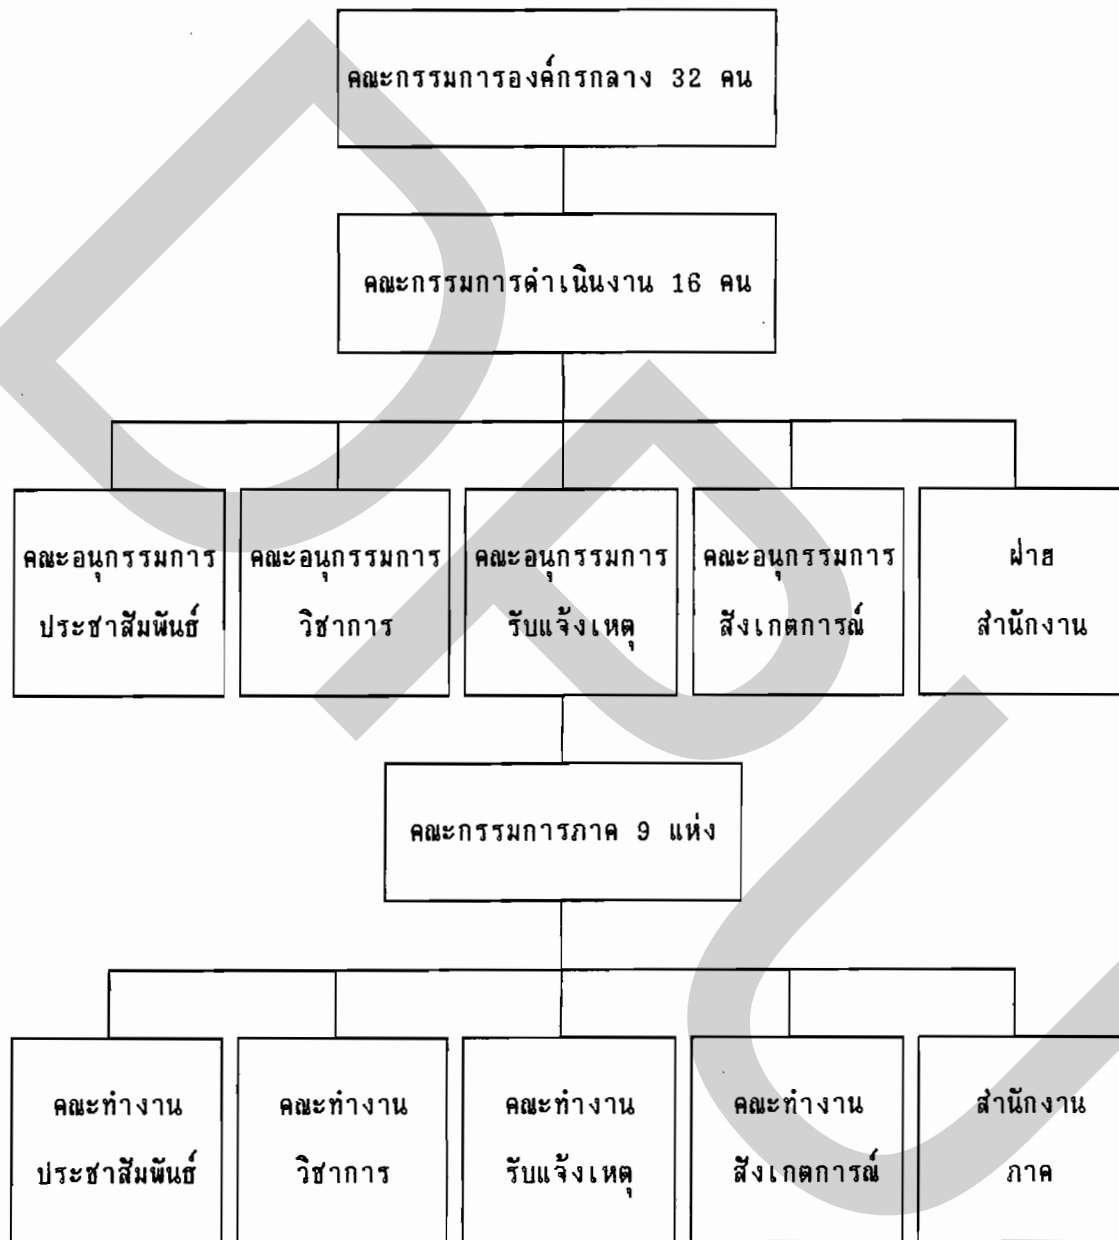 คณะกรรมการองค์กรกลาง 32 คน
คณะกรรมการดำเนินงาน 16 คน
คณะอนุกรรมการ
ประชาสัมพันธ์
คณะอนุกรรมการ
วิชาการ
คณะอนุกรรมการ
รับแจ้งเหตุ
คณะอนุกรรมการ
สังเกตการณ์
ฝ่าย
สำนักงาน
คณะกรรมการภาค 9 แห่ง
คณะทำงาน
ประชาสัมพันธ์
คณะทำงาน
วิชาการ
คณะทำงาน
รับแจ้งเหตุ
คณะทำงาน
สังเกตการณ์
สำนักงาน
ภาค
DPU